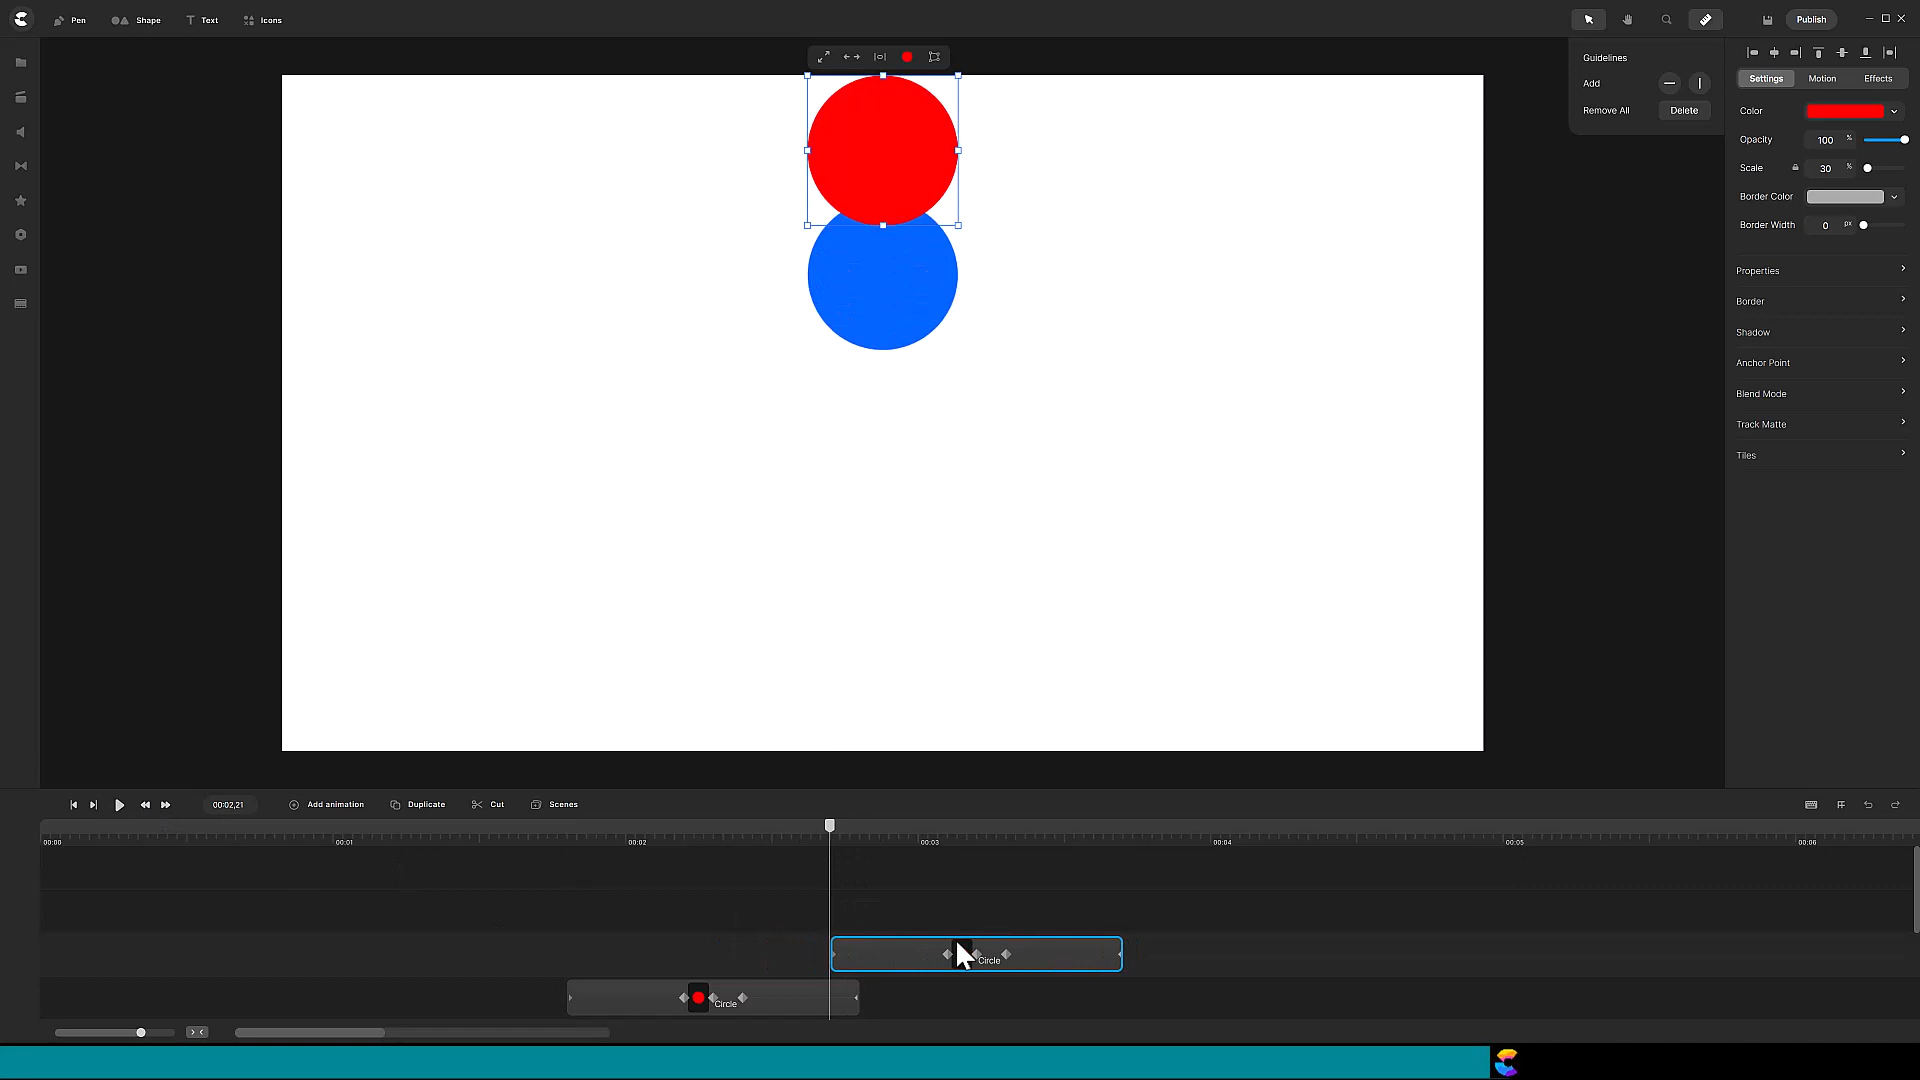 Pen Shape Text Icons Publish
Guidelines
Add
Remove All Delete
Settings Motion Effects
Color
Opacity 100 %
Scale 30 %
Border Color
Border Width 0 px
Properties
Border
Shadow
Anchor Point
Blend Mode
Track Matte
Tiles
00:02,21 Add animation Duplicate Cut Scenes
00:00 00:01 00:02 00:03 00:04 00:05 00:06
Circle
Circle